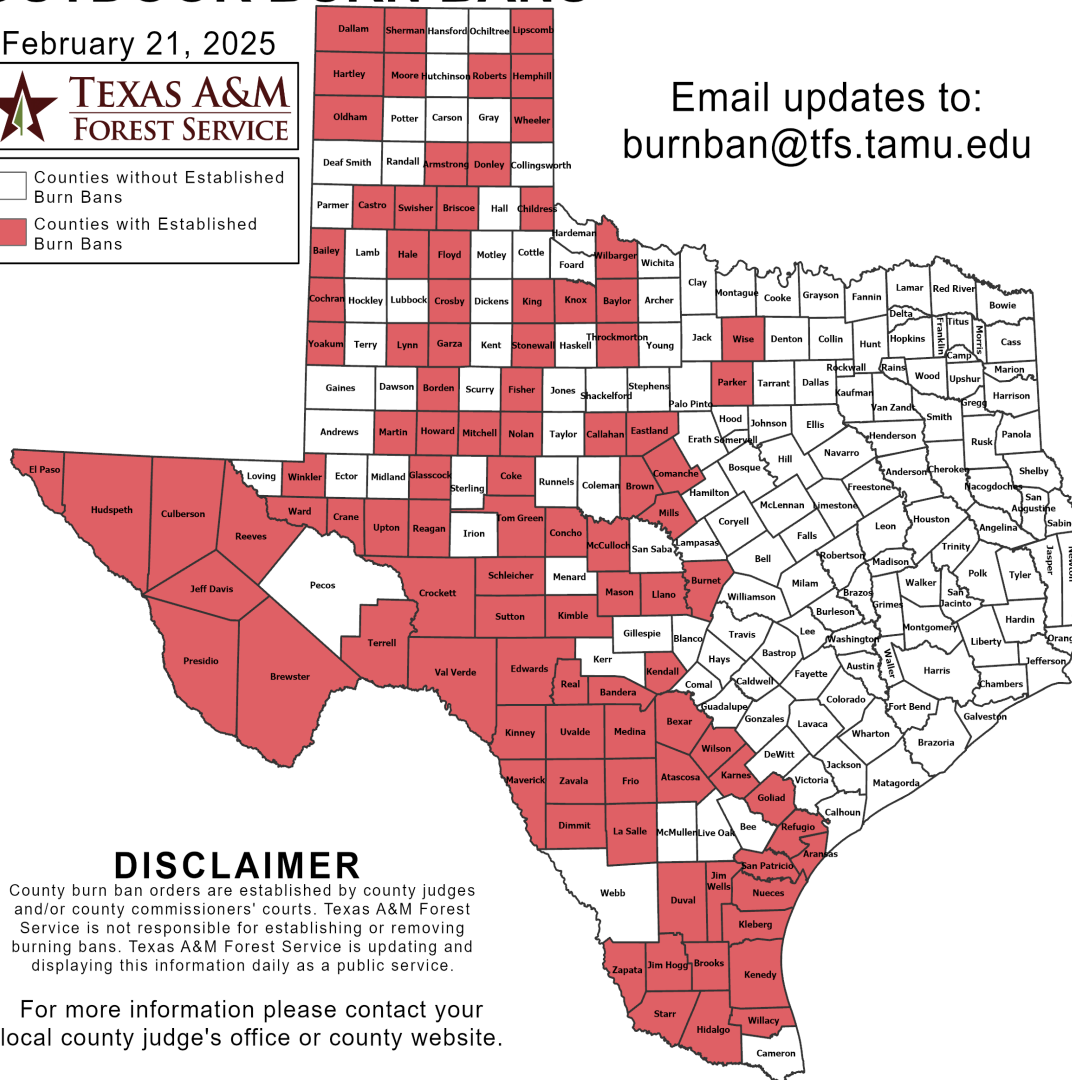 OUTDOOR BURN BANS
February 21, 2025
TEXAS A&M
FOREST SERVICE
Counties without Established
Burn Bans
Counties with Established
Burn Bans
Email updates to:
burnban@tfs.tamu.edu
Dallam Sherman Hansford Ochiltree Lipscomb
Hartley Moore Hutchinson Roberts Hemphill
Oldham Potter Carson Gray Wheeler
Deaf Smith Randall Armstrong Donley Collingsworth
Parmer Castro Swisher Briscoe Hall Childress
Hardeman
Bailey Lamb Hale Floyd Motley Cottle Foard Wilbarger Wichita
Clay Montague Cooke Grayson Fannin Lamar Red River Bowie
Cochran Hockley Lubbock Crosby Dickens King Knox Baylor Archer
Delta Franklin Titus Morris Cass
Yoakum Terry Lynn Garza Kent Stonewall Haskell Throckmorton Young Jack Wise Denton Collin Hunt Hopkins Camp
Rockwall Rains Wood Upshur Marion
Gaines Dawson Borden Scurry Fisher Jones Shackelford Stephens Palo Pinto Parker Tarrant Dallas Kaufman Van Zandt Smith Gregg Harrison
Andrews Martin Howard Mitchell Nolan Taylor Callahan Eastland Erath Hood Somervell Johnson Ellis Henderson Rusk Panola
El Paso Hudspeth Culberson Reeves Loving Winkler Ector Midland Glasscock Sterling Coke Runnels Coleman Brown Comanche Bosque Hill Navarro Anderson Cherokee Nacogdoches Shelby
Ward Crane Upton Reagan Irion Tom Green Concho McCulloch San Saba Mills Hamilton Coryell McLennan Limestone Freestone Leon Houston Angelina San Augustine Sabin
Jeff Davis Pecos Crockett Schleicher Menard Mason Llano Burnet Lampasas Bell Falls Robertson Madison Trinity Polk Tyler Jasper Newton
Presidio Brewster Terrell Sutton Kimble Gillespie Blanco Williamson Milam Brazos Burleson Grimes Walker San Jacinto Montgomery Liberty Hardin Orang
Val Verde Edwards Real Kerr Bandera Kendall Comal Hays Travis Bastrop Lee Washington Austin Waller Harris Chambers Jefferson
Kinney Uvalde Medina Bexar Guadalupe Caldwell Fayette Colorado Fort Bend Galveston
Maverick Zavala Frio Atascosa Wilson Karnes Gonzales DeWitt Lavaca Wharton Brazoria
Dimmit La Salle McMullen Live Oak Bee Goliad Victoria Jackson Matagorda Calhoun
Webb Duval Jim Wells San Patricio Refugio Aransas Nueces Kleberg
Zapata Jim Hogg Brooks Kenedy
Starr Hidalgo Willacy Cameron
DISCLAIMER
County burn ban orders are established by county judges
and/or county commissioners' courts. Texas A&M Forest
Service is not responsible for establishing or removing
burning bans. Texas A&M Forest Service is updating and
displaying this information daily as a public service.
For more information please contact your
local county judge's office or county website.